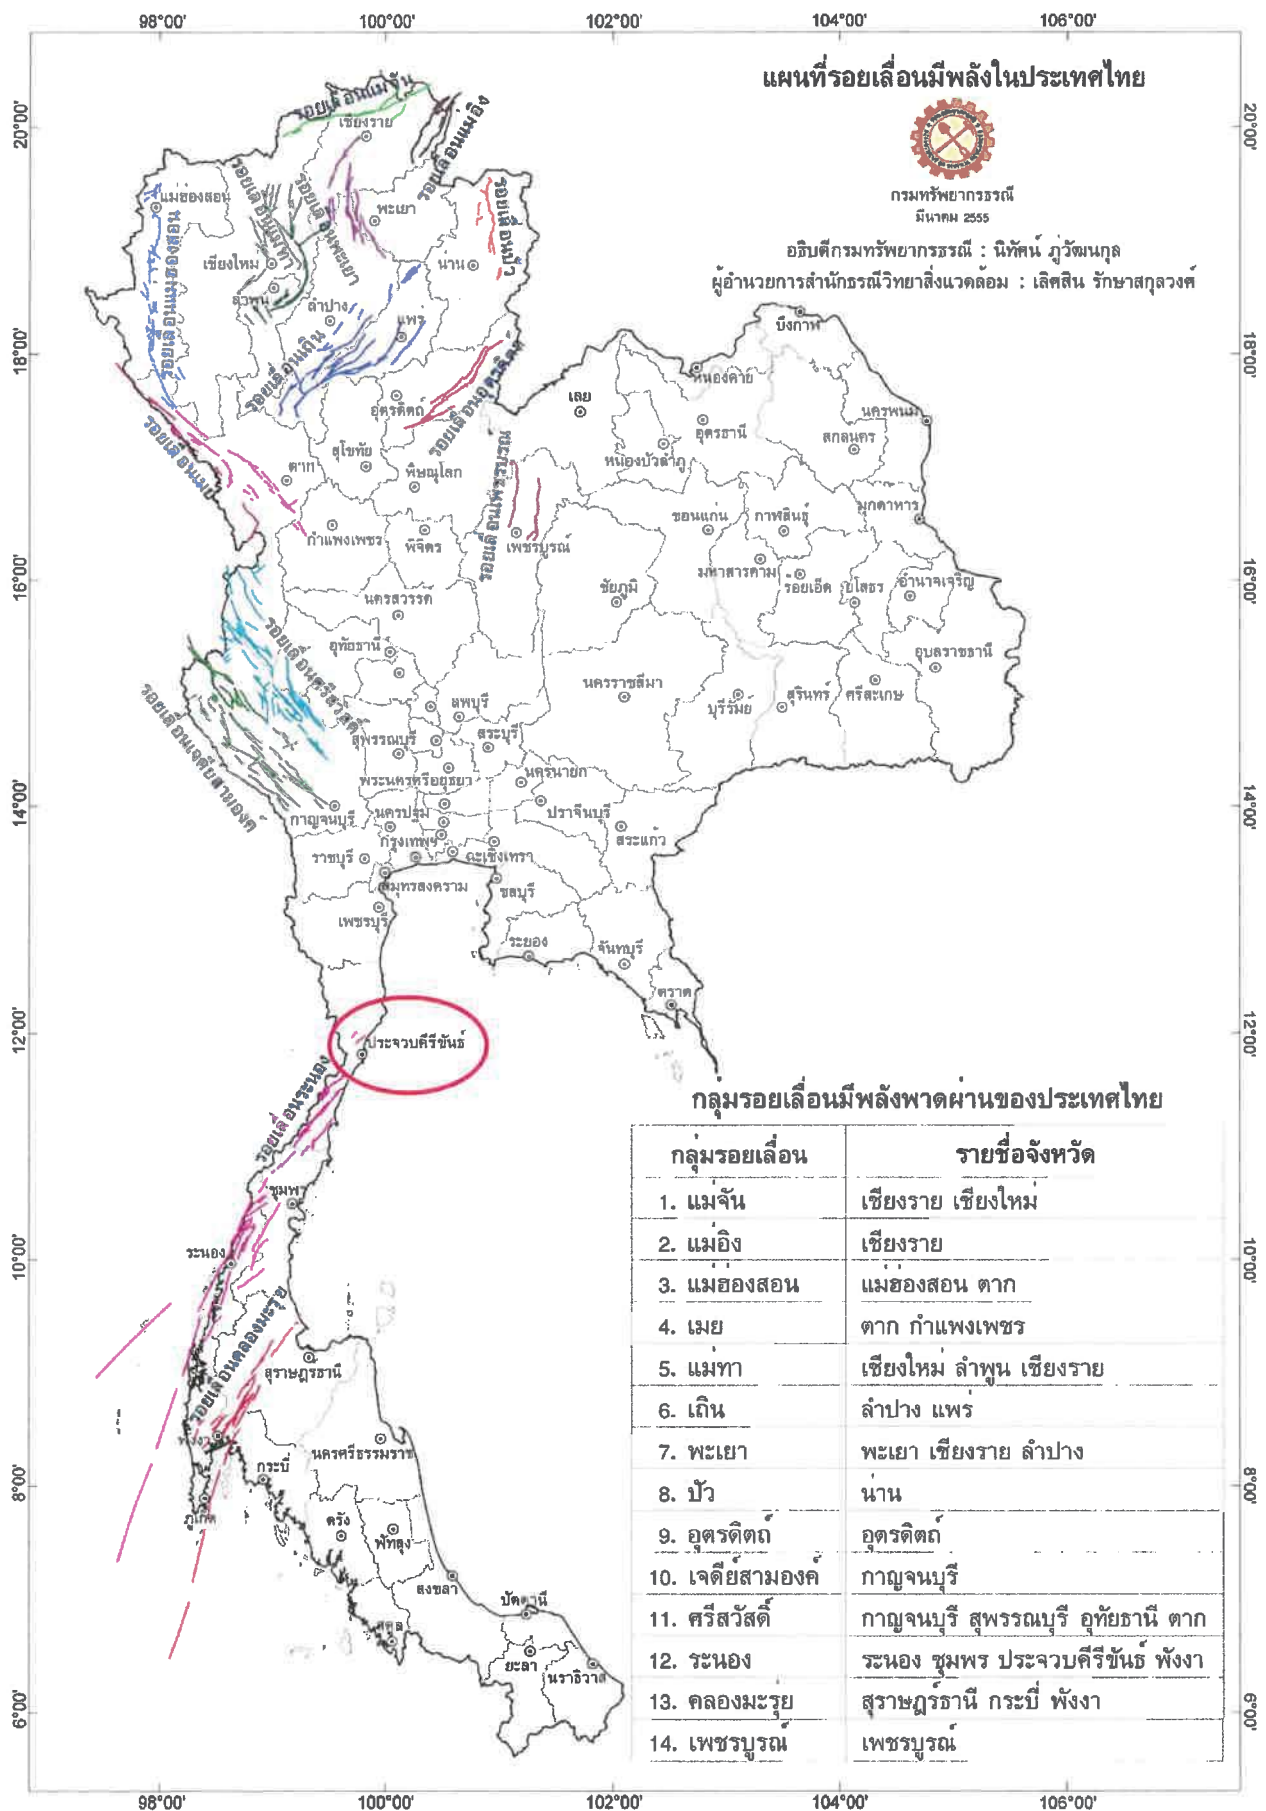 98°00' 100°00' 102°00' 104°00' 106°00'
แผนที่รอยเลื่อนมีพลังในประเทศไทย
กรมทรัพยากรธรณี
มีนาคม 2555
อธิบดีกรมทรัพยากรธรณี : นิทัศน์ ภู่วัฒนกุล
ผู้อำนวยการสำนักธรณีวิทยาสิ่งแวดล้อม : เลิศสิน รักษาสกุลวงศ์
20°00'
20°00'
18°00'
18°00'
16°00'
16°00'
14°00'
14°00'
12°00'
12°00'
10°00'
10°00'
8°00'
8°00'
6°00'
6°00'
รอยเลื่อนแม่จัน
เชียงราย
รอยเลื่อนแม่อิง
แม่ฮ่องสอน
รอยเลื่อนแม่ฮ่องสอน
รอยเลื่อนแม่ทา
รอยเลื่อนพะเยา
พะเยา
รอยเลื่อนปัว
เชียงใหม่
น่าน
ลำพูน
ลำปาง
แพร่
รอยเลื่อนเถิน
รอยเลื่อนอุตรดิตถ์
อุตรดิตถ์
รอยเลื่อนเมย
ตาก
สุโขทัย
พิษณุโลก
รอยเลื่อนเพชรบูรณ์
กำแพงเพชร
พิจิตร
เพชรบูรณ์
เลย
บึงกาฬ
หนองคาย
อุดรธานี
หนองบัวลำภู
นครพนม
สกลนคร
มุกดาหาร
ขอนแก่น
กาฬสินธุ์
มหาสารคาม
ร้อยเอ็ด
ยโสธร
อำนาจเจริญ
ชัยภูมิ
นครสวรรค์
อุทัยธานี
รอยเลื่อนศรีสวัสดิ์
รอยเลื่อนเจดีย์สามองค์
อุบลราชธานี
นครราชสีมา
บุรีรัมย์
สุรินทร์
ศรีสะเกษ
ลพบุรี
สุพรรณบุรี
สระบุรี
พระนครศรีอยุธยา
นครนายก
กาญจนบุรี
นครปฐม
ปราจีนบุรี
สระแก้ว
กรุงเทพฯ
ฉะเชิงเทรา
ราชบุรี
สมุทรสงคราม
ชลบุรี
เพชรบุรี
ระยอง
จันทบุรี
ตราด
ประจวบคีรีขันธ์
รอยเลื่อนระนอง
ชุมพร
ระนอง
รอยเลื่อนคลองมะรุ่ย
สุราษฎร์ธานี
พังงา
นครศรีธรรมราช
กระบี่
ภูเก็ต
ตรัง
พัทลุง
สงขลา
ปัตตานี
สตูล
ยะลา
นราธิวาส
กลุ่มรอยเลื่อนมีพลังพาดผ่านของประเทศไทย
กลุ่มรอยเลื่อน รายชื่อจังหวัด
1. แม่จัน เชียงราย เชียงใหม่
2. แม่อิง เชียงราย
3. แม่ฮ่องสอน แม่ฮ่องสอน ตาก
4. เมย ตาก กำแพงเพชร
5. แม่ทา เชียงใหม่ ลำพูน เชียงราย
6. เถิน ลำปาง แพร่
7. พะเยา พะเยา เชียงราย ลำปาง
8. ปัว น่าน
9. อุตรดิตถ์ อุตรดิตถ์
10. เจดีย์สามองค์ กาญจนบุรี
11. ศรีสวัสดิ์ กาญจนบุรี สุพรรณบุรี อุทัยธานี ตาก
12. ระนอง ระนอง ชุมพร ประจวบคีรีขันธ์ พังงา
13. คลองมะรุ่ย สุราษฎร์ธานี กระบี่ พังงา
14. เพชรบูรณ์ เพชรบูรณ์
98°00' 100°00' 102°00' 104°00' 106°00'